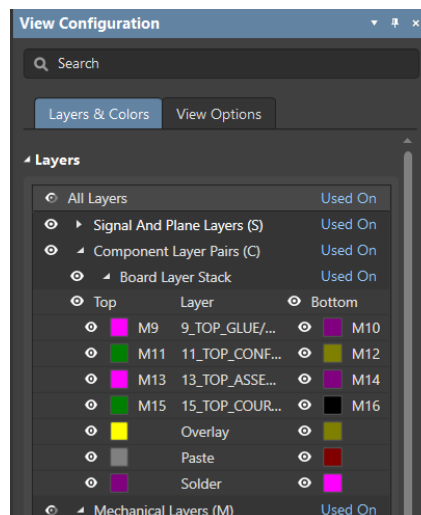 View Configuration
Search
Layers & Colors View Options
Layers
All Layers Used On
Signal And Plane Layers (S) Used On
Component Layer Pairs (C) Used On
Board Layer Stack Used On
Top Layer Bottom
M9 9_TOP_GLUE/... M10
M11 11_TOP_CONF... M12
M13 13_TOP_ASSE... M14
M15 15_TOP_COUR... M16
Overlay
Paste
Solder
Mechanical Layers (M) Used On